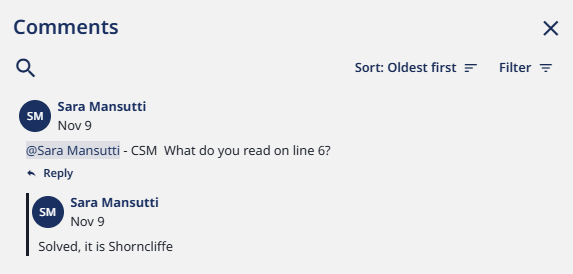 Comments
Sort: Oldest first
Filter
SM
Sara Mansutti
Nov 9
@Sara Mansutti - CSM  What do you read on line 6?
Reply
SM
Sara Mansutti
Nov 9
Solved, it is Shorncliffe